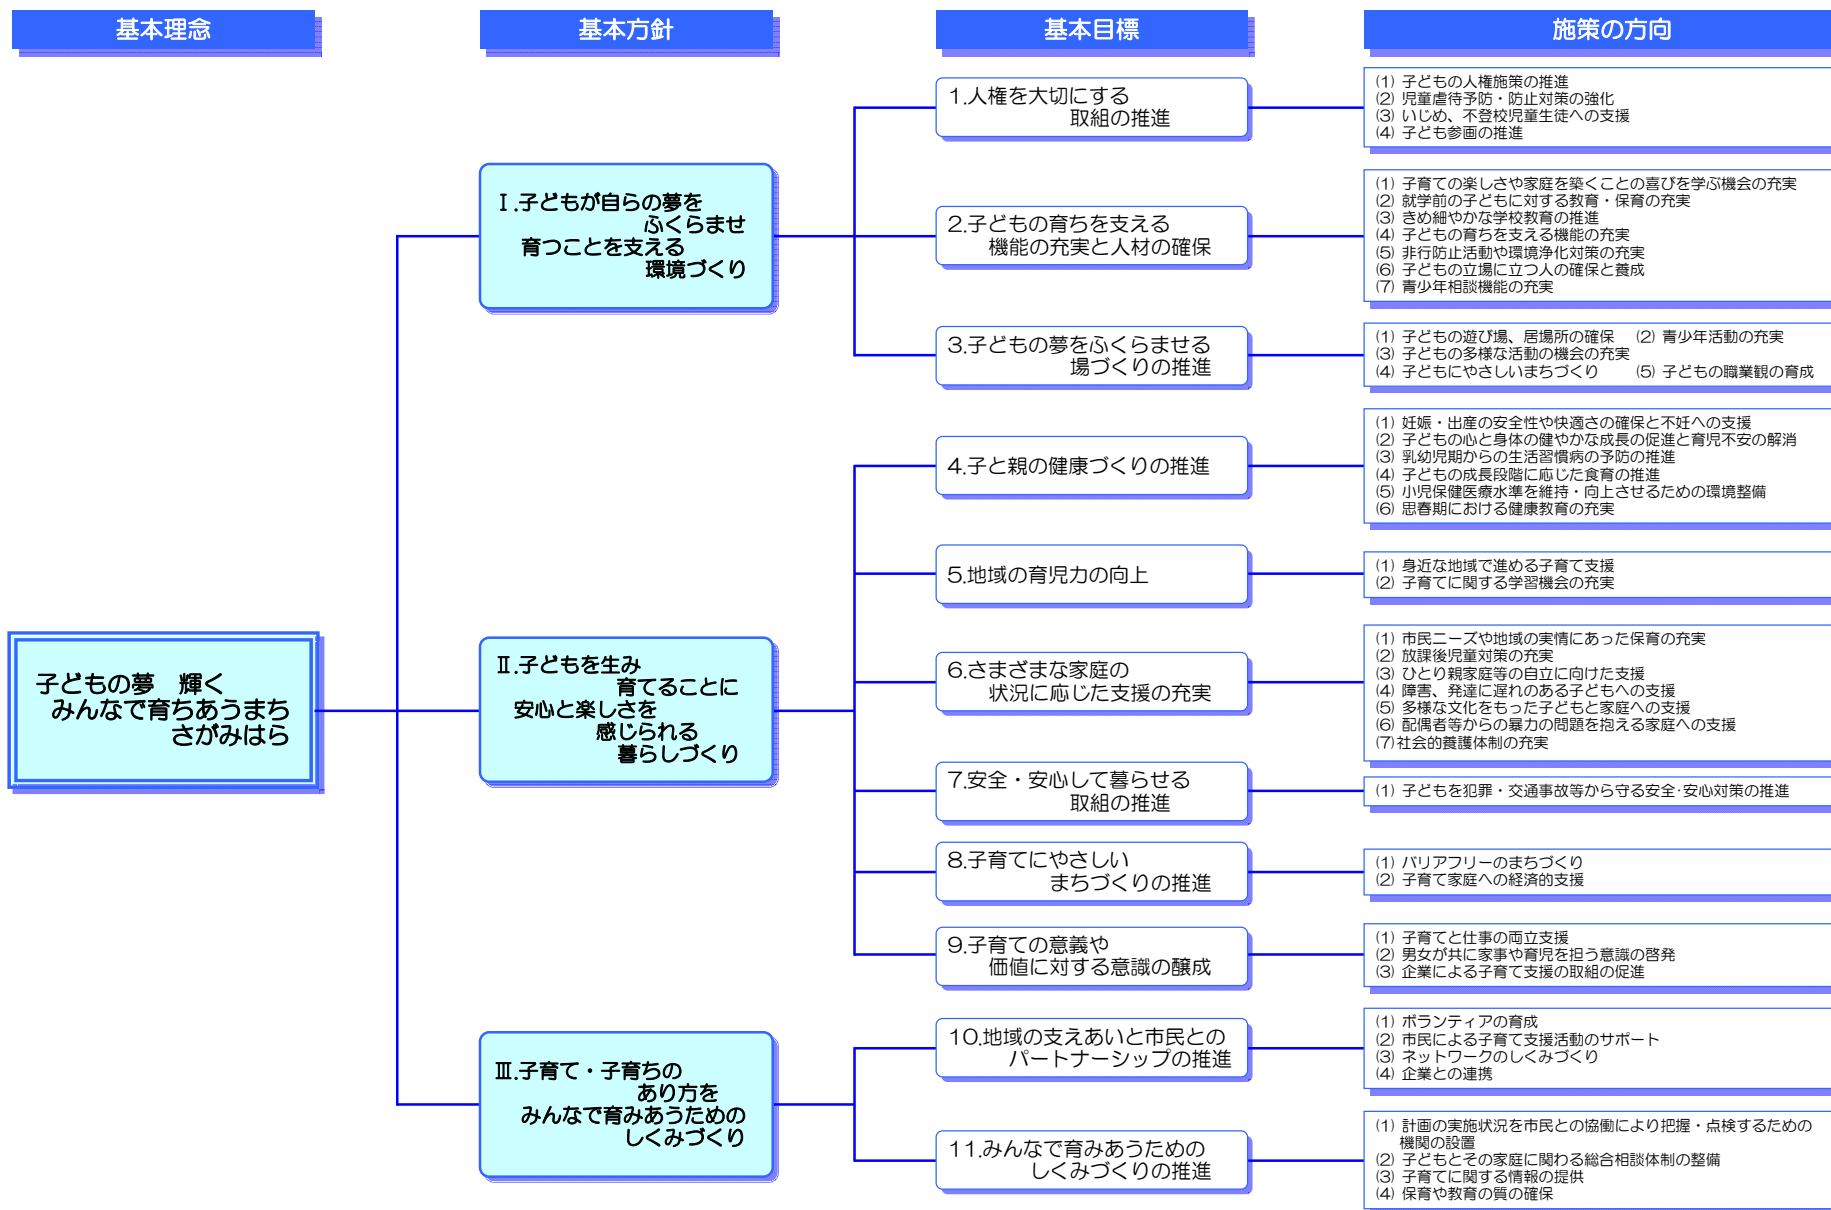 基本理念
基本方針
基本目標
施策の方向
子どもの夢　輝く
みんなで育ちあうまち
さがみはら
Ⅰ.子どもが自らの夢を
ふくらませ
育つことを支える
環境づくり
1.人権を大切にする
取組の推進
(1) 子どもの人権施策の推進
(2) 児童虐待予防・防止対策の強化
(3) いじめ、不登校児童生徒への支援
(4) 子ども参画の推進
2.子どもの育ちを支える
機能の充実と人材の確保
(1) 子育ての楽しさや家庭を築くことの喜びを学ぶ機会の充実
(2) 就学前の子どもに対する教育・保育の充実
(3) きめ細やかな学校教育の推進
(4) 子どもの育ちを支える機能の充実
(5) 非行防止活動や環境浄化対策の充実
(6) 子どもの立場に立つ人の確保と養成
(7) 青少年相談機能の充実
3.子どもの夢をふくらませる
場づくりの推進
(1) 子どもの遊び場、居場所の確保　(2) 青少年活動の充実
(3) 子どもの多様な活動の機会の充実
(4) 子どもにやさしいまちづくり　(5) 子どもの職業観の育成
Ⅱ.子どもを生み
育てることに
安心と楽しさを
感じられる
暮らしづくり
4.子と親の健康づくりの推進
(1) 妊娠・出産の安全性や快適さの確保と不妊への支援
(2) 子どもの心と身体の健やかな成長の促進と育児不安の解消
(3) 乳幼児期からの生活習慣病の予防の推進
(4) 子どもの成長段階に応じた食育の推進
(5) 小児保健医療水準を維持・向上させるための環境整備
(6) 思春期における健康教育の充実
5.地域の育児力の向上
(1) 身近な地域で進める子育て支援
(2) 子育てに関する学習機会の充実
6.さまざまな家庭の
状況に応じた支援の充実
(1) 市民ニーズや地域の実情にあった保育の充実
(2) 放課後児童対策の充実
(3) ひとり親家庭等の自立に向けた支援
(4) 障害、発達に遅れのある子どもへの支援
(5) 多様な文化をもった子どもと家庭への支援
(6) 配偶者等からの暴力の問題を抱える家庭への支援
(7)社会的養護体制の充実
7.安全・安心して暮らせる
取組の推進
(1) 子どもを犯罪・交通事故等から守る安全･安心対策の推進
8.子育てにやさしい
まちづくりの推進
(1) バリアフリーのまちづくり
(2) 子育て家庭への経済的支援
9.子育ての意義や
価値に対する意識の醸成
(1) 子育てと仕事の両立支援
(2) 男女が共に家事や育児を担う意識の啓発
(3) 企業による子育て支援の取組の促進
Ⅲ.子育て・子育ちの
あり方を
みんなで育みあうための
しくみづくり
10.地域の支えあいと市民との
パートナーシップの推進
(1) ボランティアの育成
(2) 市民による子育て支援活動のサポート
(3) ネットワークのしくみづくり
(4) 企業との連携
11.みんなで育みあうための
しくみづくりの推進
(1) 計画の実施状況を市民との協働により把握・点検するための
機関の設置
(2) 子どもとその家庭に関わる総合相談体制の整備
(3) 子育てに関する情報の提供
(4) 保育や教育の質の確保